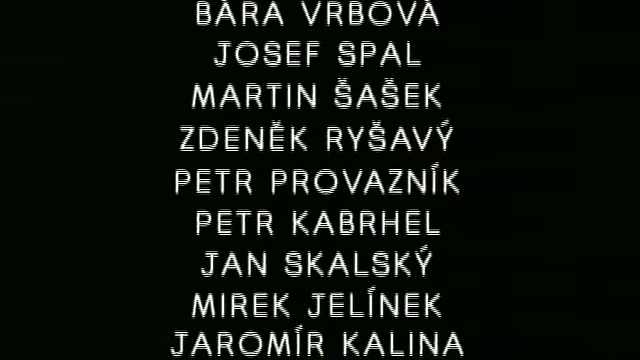 BÁRA VRBOVÁ
JOSEF SPAL
MARTIN ŠAŠEK
ZDENĚK RYŠAVÝ
PETR PROVAZNÍK
PETR KABRHEL
JAN SKALSKÝ
MIREK JELÍNEK
JAROMÍR KALINA